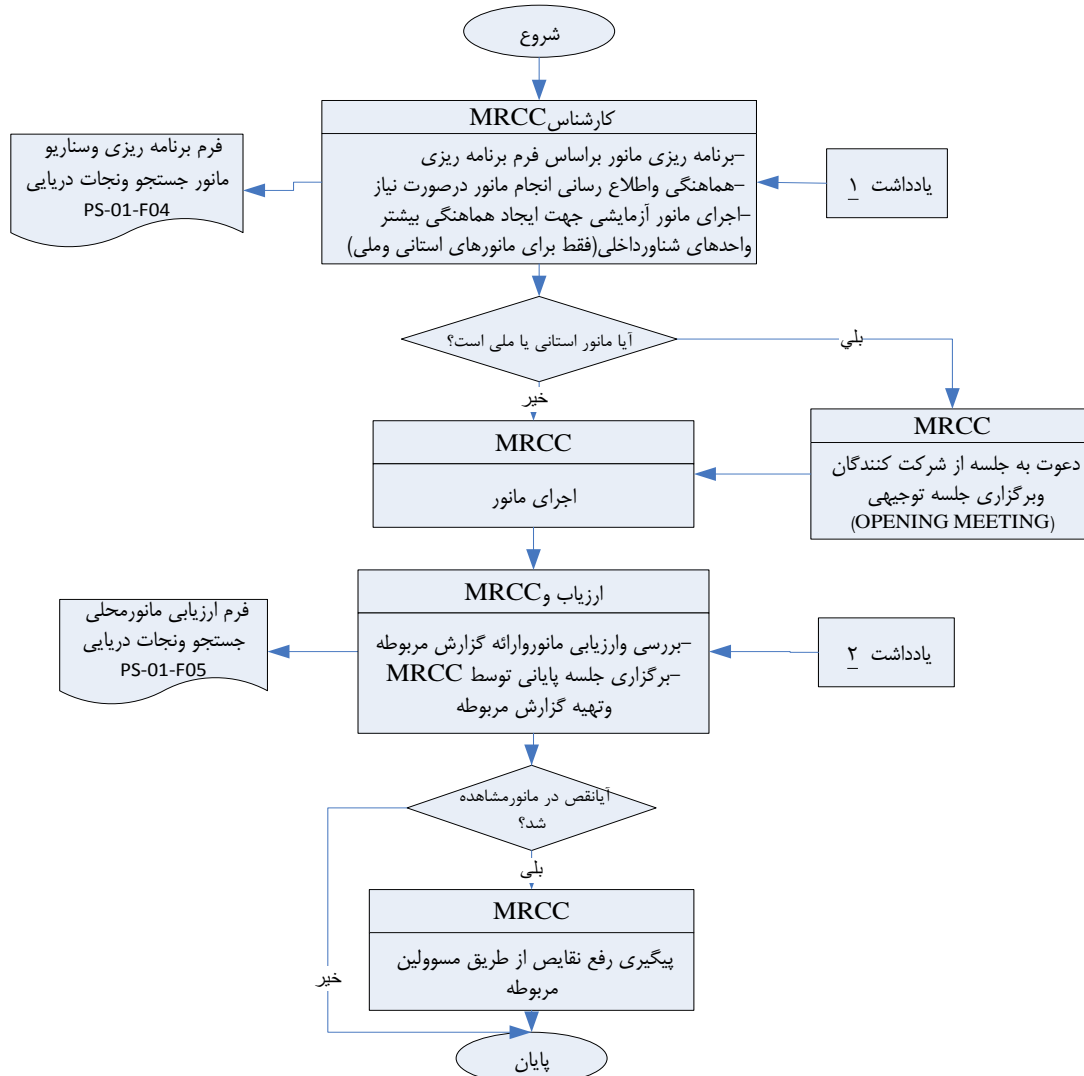 شروع
کارشناسMRCC
-برنامه ریزی مانور براساس فرم برنامه ریزی
-هماهنگی واطلاع رسانی انجام مانور درصورت نیاز
-اجرای مانور آزمایشی جهت ایجاد هماهنگی بیشتر
واحدهای شناورداخلی(فقط برای مانورهای استانی وملی)
یادداشت ۱
فرم برنامه ریزی وسناریو
مانور جستجو ونجات دریایی
PS-01-F04
آیا مانور استانی یا ملی است؟
بلي
خیر
MRCC
دعوت به جلسه از شرکت کنندگان
وبرگزاری جلسه توجیهی
(OPENING MEETING)
MRCC
اجرای مانور
ارزیاب وMRCC
-بررسی وارزیابی مانوروارائه گزارش مربوطه
-برگزاری جلسه پایانی توسط MRCC
وتهیه گزارش مربوطه
یادداشت ۲
فرم ارزیابی مانورمحلی
جستجو ونجات دریایی
PS-01-F05
آیانقص در مانورمشاهده
شد؟
بلی
خیر
MRCC
پیگیری رفع نقایص از طریق مسوولین
مربوطه
پایان